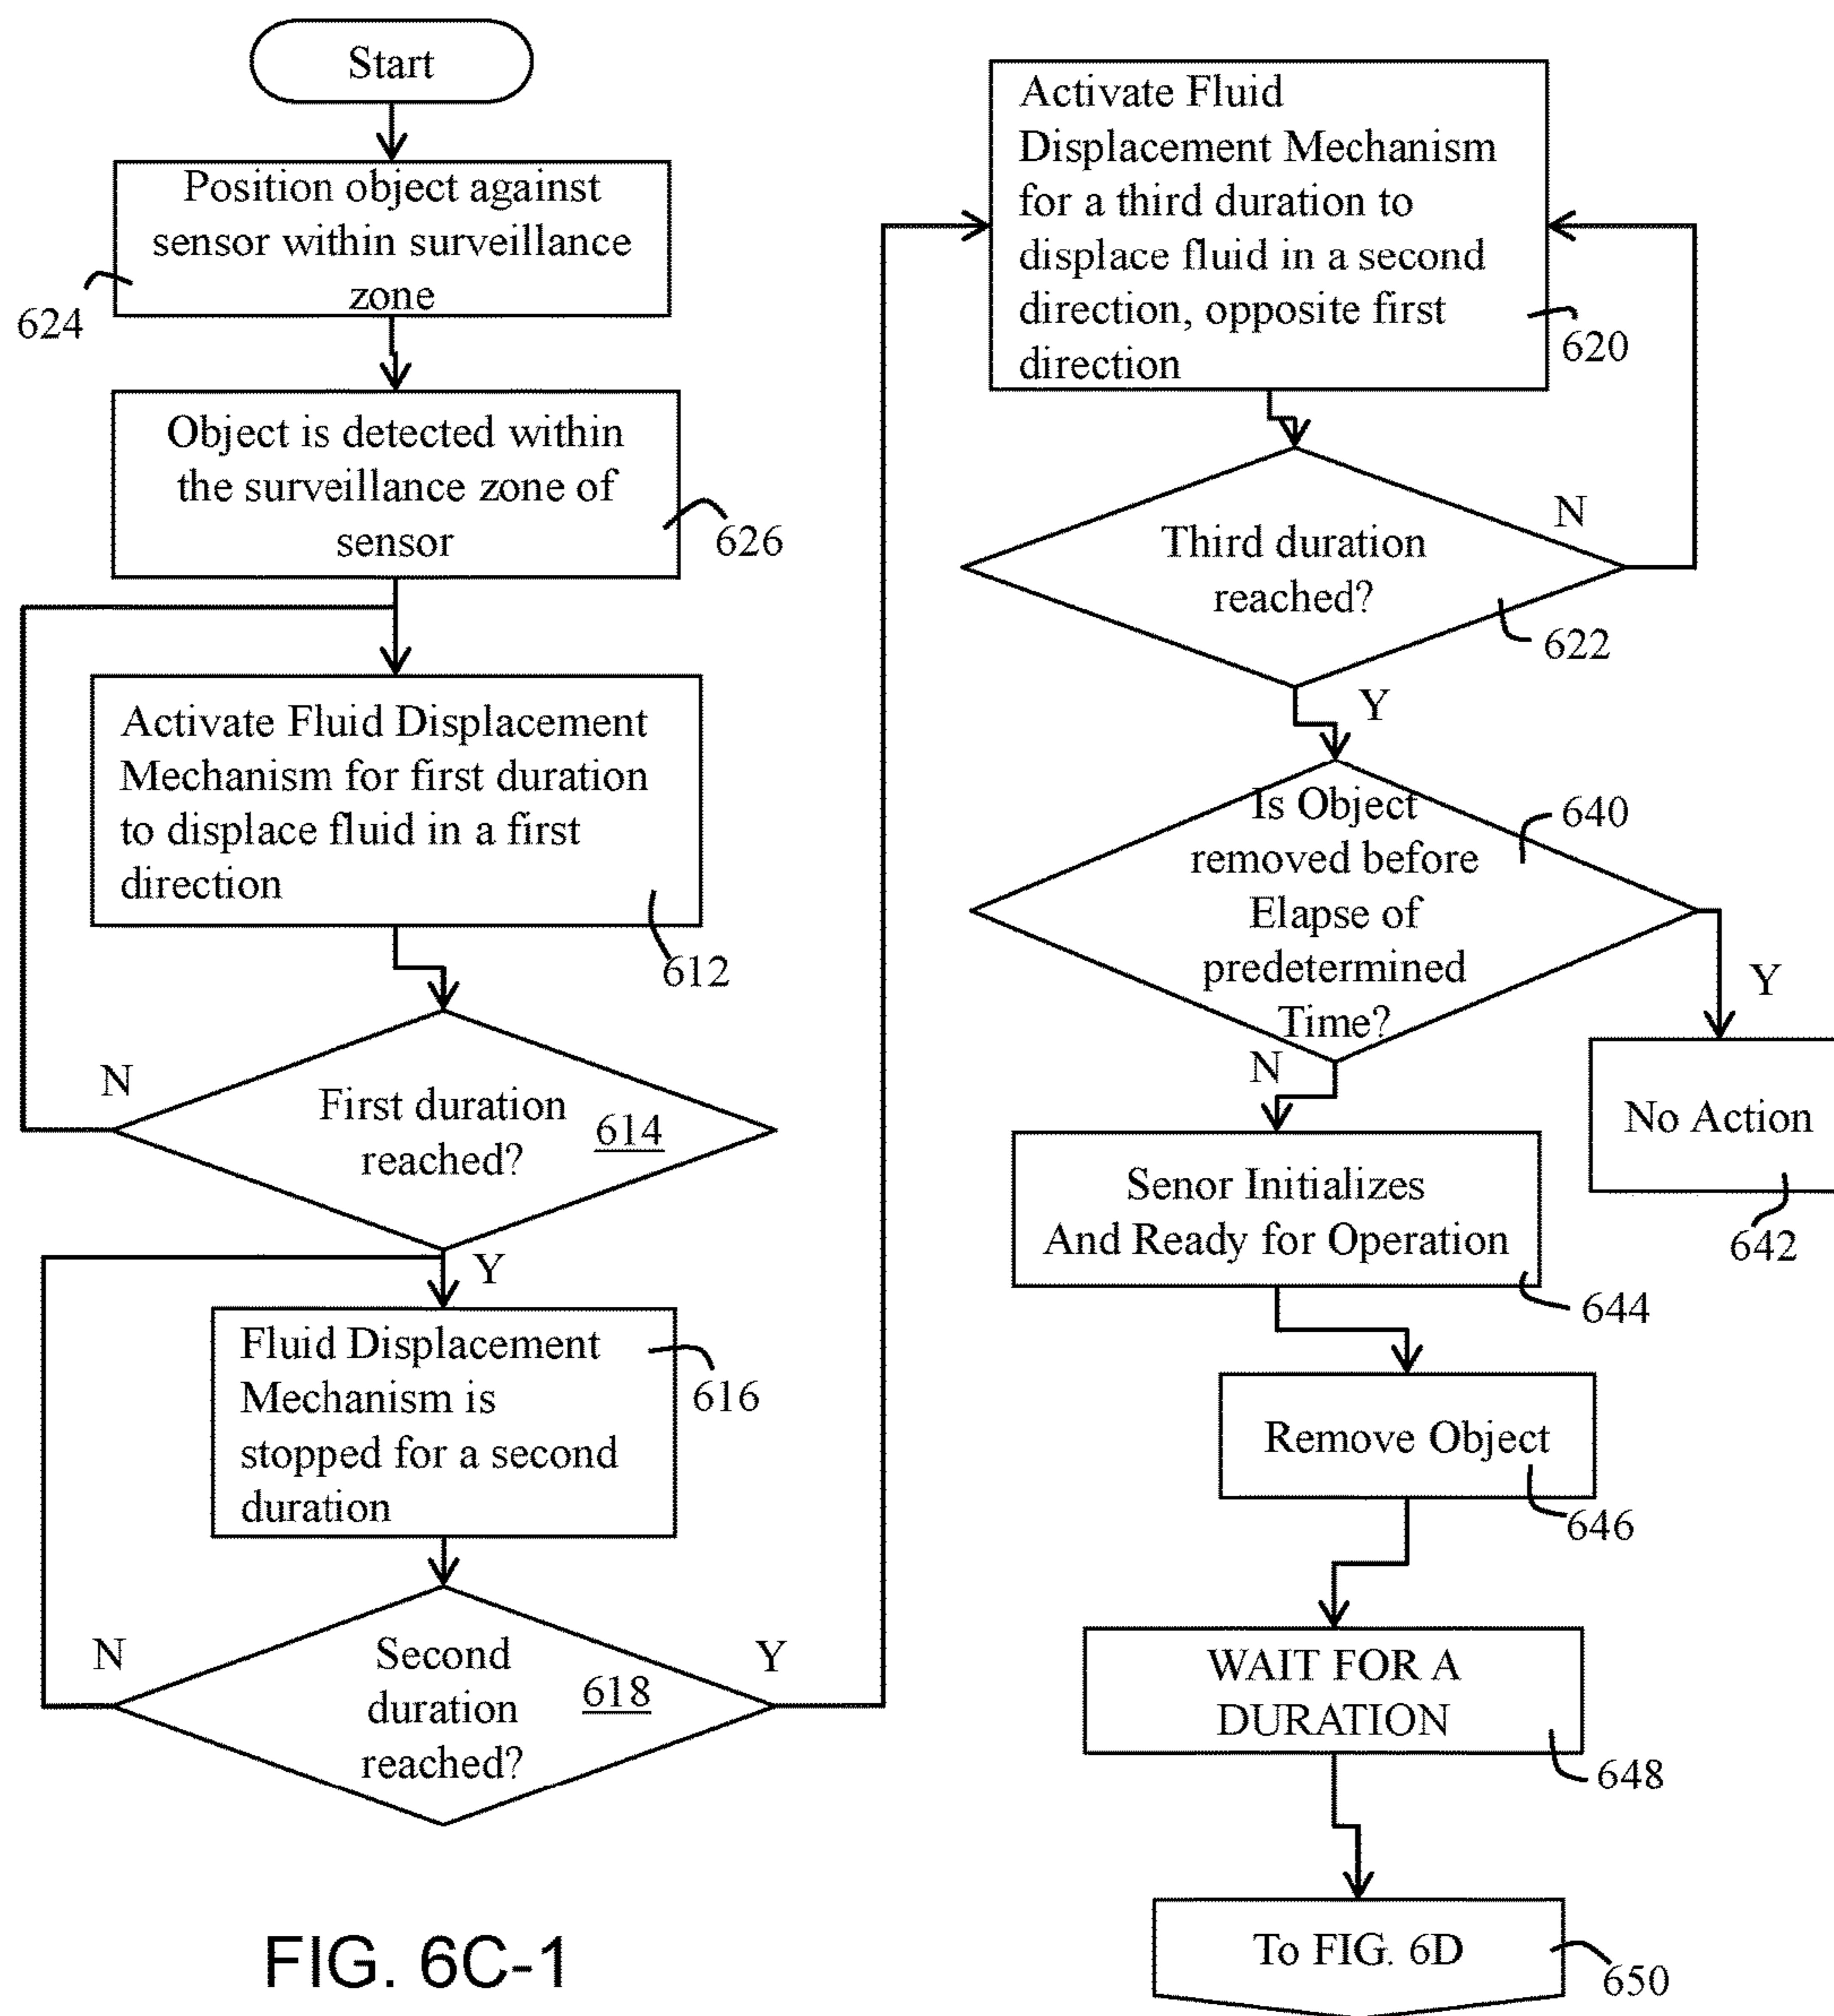 Start
Position object against
sensor within surveillance
zone
624
Object is detected within
the surveillance zone of
sensor
626
Activate Fluid Displacement
Mechanism for first duration
to displace fluid in a first
direction
612
First duration
reached?
614
N
Y
Fluid Displacement
Mechanism is
stopped for a second
duration
616
Second
duration
reached?
618
N
Y
Activate Fluid
Displacement Mechanism
for a third duration to
displace fluid in a second
direction, opposite first
direction
620
Third duration
reached?
622
N
Y
Is Object
removed before
Elapse of
predetermined
Time?
640
Y
N
No Action
642
Senor Initializes
And Ready for Operation
644
Remove Object
646
WAIT FOR A
DURATION
648
To FIG. 6D
650
FIG. 6C-1